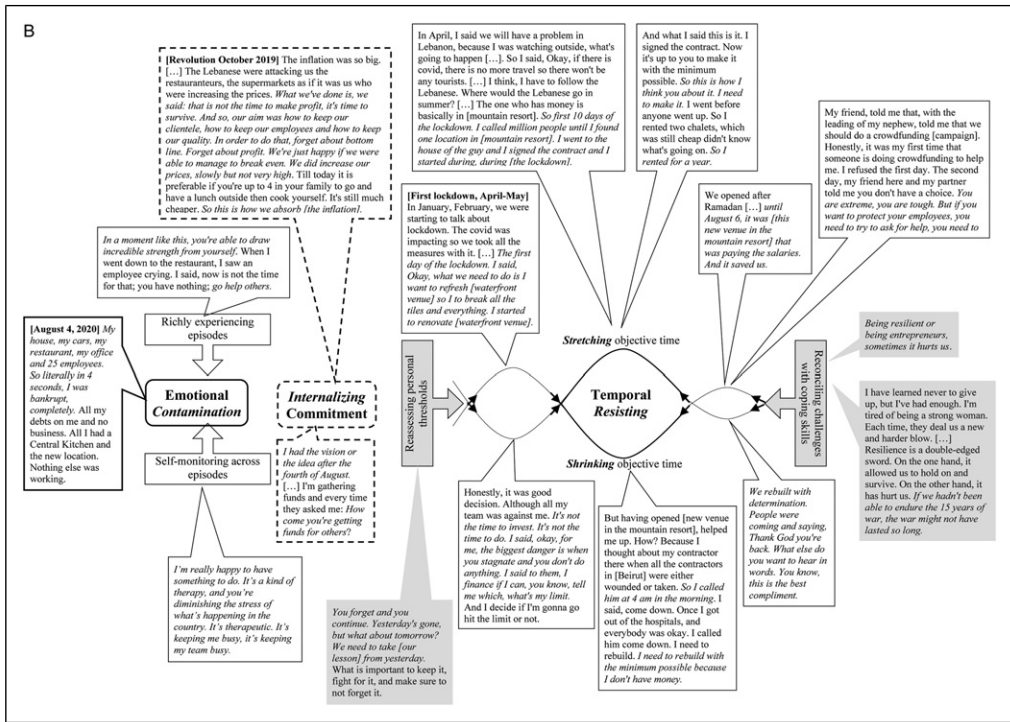 B
[Revolution October 2019] The inflation was so big.
[…] The Lebanese were attacking us the
restauranteurs, the supermarkets as if it was us who
were increasing the prices. What we've done is, we
said: that is not the time to make profit, it's time to
survive. And so, our aim was how to keep our
clientele, how to keep our employees and how to keep
our quality. In order to do that, forget about bottom
line. Forget about profit. We're just happy if we were
able to manage to break even. We did increase our
prices, slowly but not very high. Till today it is
preferable if you're up to 4 in your family to go and
have a lunch outside then cook yourself. It's still much
cheaper. So this is how we absorb [the inflation].
In April, I said we will have a problem in
Lebanon, because I was watching outside, what's
going to happen […]. So I said, Okay, if there is
covid, there is no more travel so there won't be
any tourists. […] I think, I have to follow the
Lebanese. Where would the Lebanese go in
summer? […] The one who has money is
basically in [mountain resort]. So first 10 days of
the lockdown. I called million people until I found
one location in [mountain resort]. I went to the
house of the guy and I signed the contract and I
started during, during [the lockdown].
And what I said this is it. I
signed the contract. Now
it's up to you to make it
with the minimum
possible. So this is how I
think you about it. I need
to make it. I went before
anyone went up. So I
rented two chalets, which
was still cheap didn't know
what's going on. So I
rented for a year.
My friend, told me that, with the
leading of my nephew, told me that we
should do a crowdfunding [campaign].
Honestly, it was my first time that
someone is doing crowdfunding to help
me. I refused the first day. The second
day, my friend here and my partner
told me you don't have a choice. You
are extreme, you are tough. But if you
want to protect your employees, you
need to try to ask for help, you need to
[First lockdown, April-May]
In January, February, we were
starting to talk about
lockdown. The covid was
impacting so we took all the
measures with it. […] The first
day of the lockdown. I said,
Okay, what we need to do is I
want to refresh [waterfront
venue] so I to break all the
tiles and everything. I started
to renovate [waterfront venue].
We opened after
Ramadan […] until
August 6, it was [this
new venue in the
mountain resort] that
was paying the salaries.
And it saved us.
In a moment like this, you're able to draw
incredible strength from yourself. When I
went down to the restaurant, I saw an
employee crying. I said, now is not the time
for that; you have nothing; go help others.
[August 4, 2020] My
house, my cars, my
restaurant, my office
and 25 employees.
So literally in 4
seconds, I was
bankrupt,
completely. All my
debts on me and no
business. All I had a
Central Kitchen and
the new location.
Nothing else was
working.
Richly experiencing
episodes
Emotional
Contamination
Self-monitoring across
episodes
Internalizing
Commitment
Reassessing personal
thresholds
Stretching objective time
Temporal
Resisting
Shrinking objective time
Reconciling challenges
with coping skills
Being resilient or
being entrepreneurs,
sometimes it hurts us.
I have learned never to give
up, but I've had enough. I'm
tired of being a strong woman.
Each time, they deal us a new
and harder blow. […]
Resilience is a double-edged
sword. On the one hand, it
allowed us to hold on and
survive. On the other hand, it
has hurt us. If we hadn't been
able to endure the 15 years of
war, the war might not have
lasted so long.
I had the vision or
the idea after the
fourth of August.
[…] I'm gathering
funds and every time
they asked me: How
come you're getting
funds for others?
I'm really happy to have
something to do. It's a kind of
therapy, and you're
diminishing the stress of
what's happening in the
country. It's therapeutic. It's
keeping me busy, it's keeping
my team busy.
You forget and you
continue. Yesterday's gone,
but what about tomorrow?
We need to take [our
lesson] from yesterday.
What is important to keep it,
fight for it, and make sure to
not forget it.
Honestly, it was good
decision. Although all my
team was against me. It's not
the time to invest. It's not the
time to do. I said, okay, for
me, the biggest danger is when
you stagnate and you don't do
anything. I said to them, I
finance if I can, you know, tell
me which, what's my limit.
And I decide if I'm gonna go
hit the limit or not.
But having opened [new venue
in the mountain resort], helped
me up. How? Because I
thought about my contractor
there when all the contractors
in [Beirut] were either
wounded or taken. So I called
him at 4 am in the morning. I
said, come down. Once I got
out of the hospitals, and
everybody was okay. I called
him come down. I need to
rebuild. I need to rebuild with
the minimum possible because
I don't have money.
We rebuilt with
determination.
People were
coming and saying,
Thank God you're
back. What else do
you want to hear in
words. You know,
this is the best
compliment.